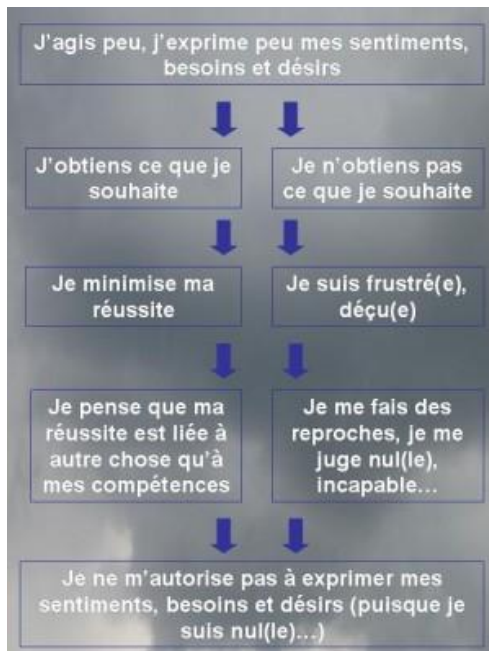 J'agis peu, j'exprime peu mes sentiments,
besoins et désirs
J'obtiens ce que je
souhaite
Je n'obtiens pas
ce que je souhaite
Je minimise ma
réussite
Je suis frustré(e),
déçu(e)
Je pense que ma
réussite est liée à
autre chose qu'à
mes compétences
Je me fais des
reproches, je me
juge nul(le),
incapable...
Je ne m'autorise pas à exprimer mes
sentiments, besoins et désirs (puisque je
suis nul(le)...)